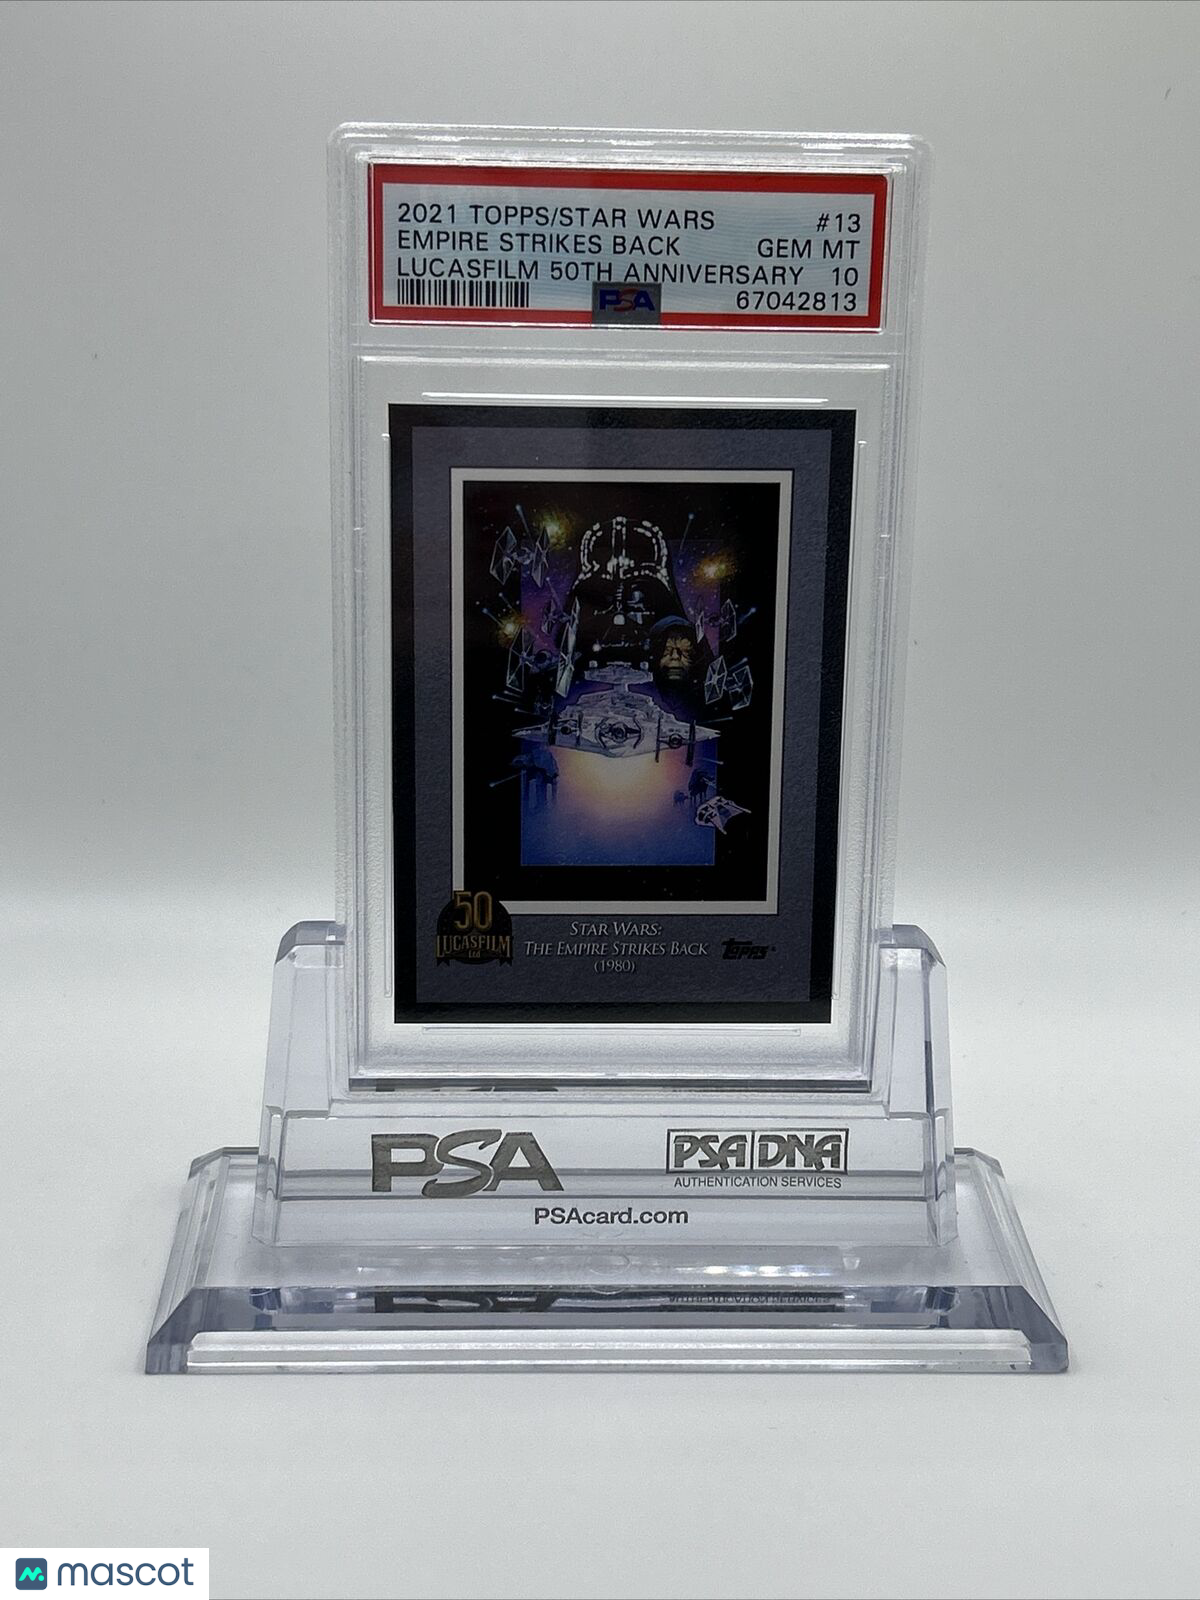 2021 TOPPS/STAR WARS #13
EMPIRE STRIKES BACK GEM MT
LUCASFILM 50TH ANNIVERSARY 10
PSA 67042813
50
LUCASFILM
Ltd
STAR WARS:
THE EMPIRE STRIKES BACK
(1980)
TOPPS
PSA
PSA DNA
AUTHENTICATION SERVICES
PSAcard.com
mascot